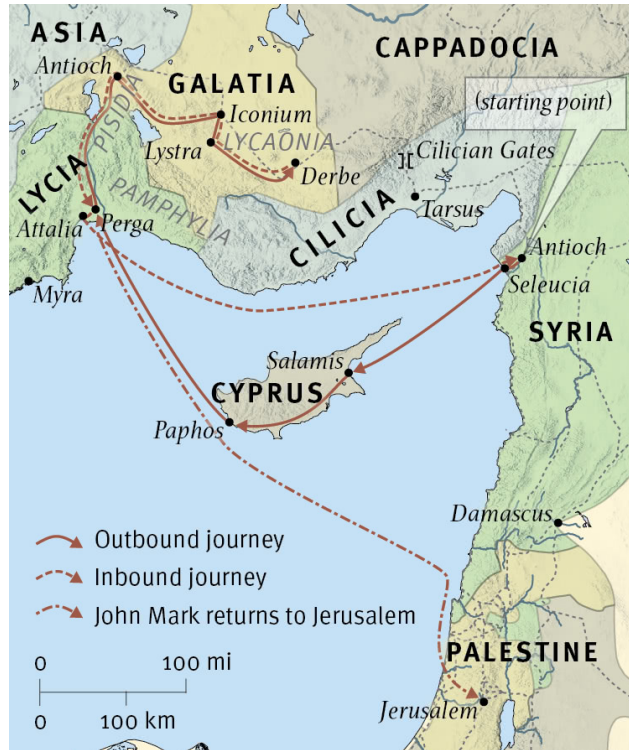 ASIA
Antioch
PISIDIA
GALATIA
CAPPADOCIA
(starting point)
Iconium
LYCAONIA
Lystra
Derbe
Cilician Gates
LYCIA
PAMPHYLIA
CILICIA
Tarsus
Attalia
Perga
Antioch
Seleucia
Myra
SYRIA
Salamis
CYPRUS
Paphos
Damascus
Outbound journey
Inbound journey
John Mark returns to Jerusalem
0 100 mi
0 100 km
PALESTINE
Jerusalem